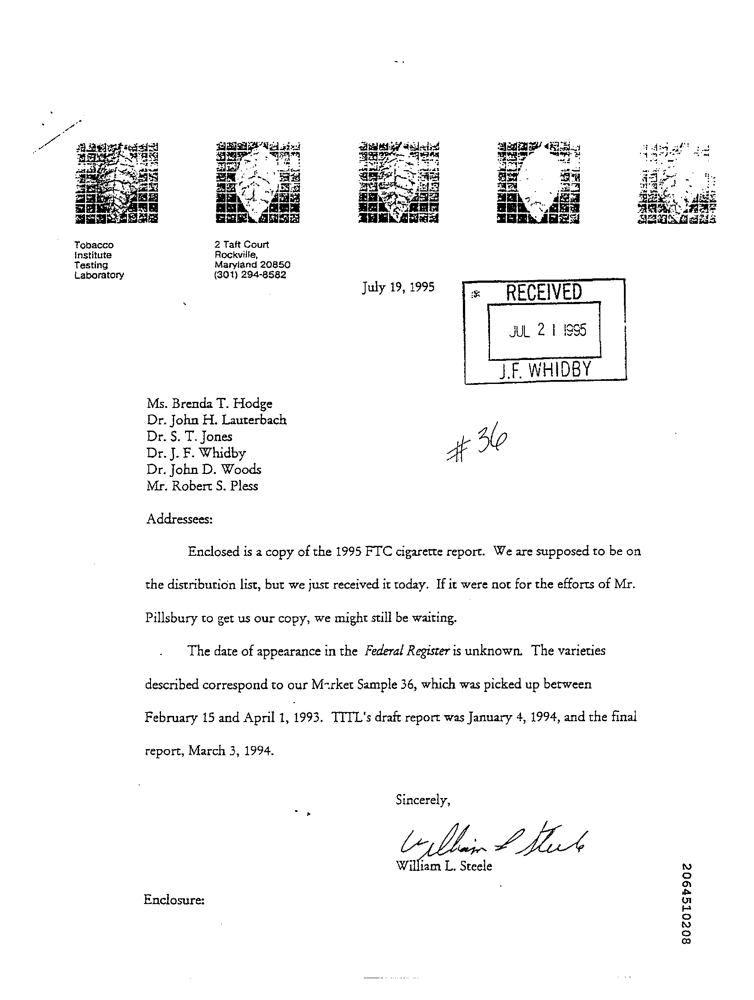 Tobacco
Institute
Testing
Laboratory
2 Taft Court
Rockville,
Maryland 20850
(301) 294-8582
July 19, 1995
RECEIVED
JUL 21 1995
J.F. WHIDBY
Ms. Brenda T. Hodge
Dr. John H. Lauterbach
Dr. S. T. Jones
Dr. J. F. Whidby
Dr. John D. Woods
Mr. Robert S. Pless
# 36
Addressees:
Enclosed is a copy of the 1995 FTC cigarette report. We are supposed to be on
the distribution list, but we just received it today. If it were not for the efforts of Mr.
Pillsbury to get us our copy, we might still be waiting.
The date of appearance in the Federal Register is unknown. The varieties
described correspond to our Market Sample 36, which was picked up between
February 15 and April 1, 1993. TITL's draft report was January 4, 1994, and the final
report, March 3, 1994.
Sincerely,
William L Steele
William L. Steele
Enclosure:
2064510208